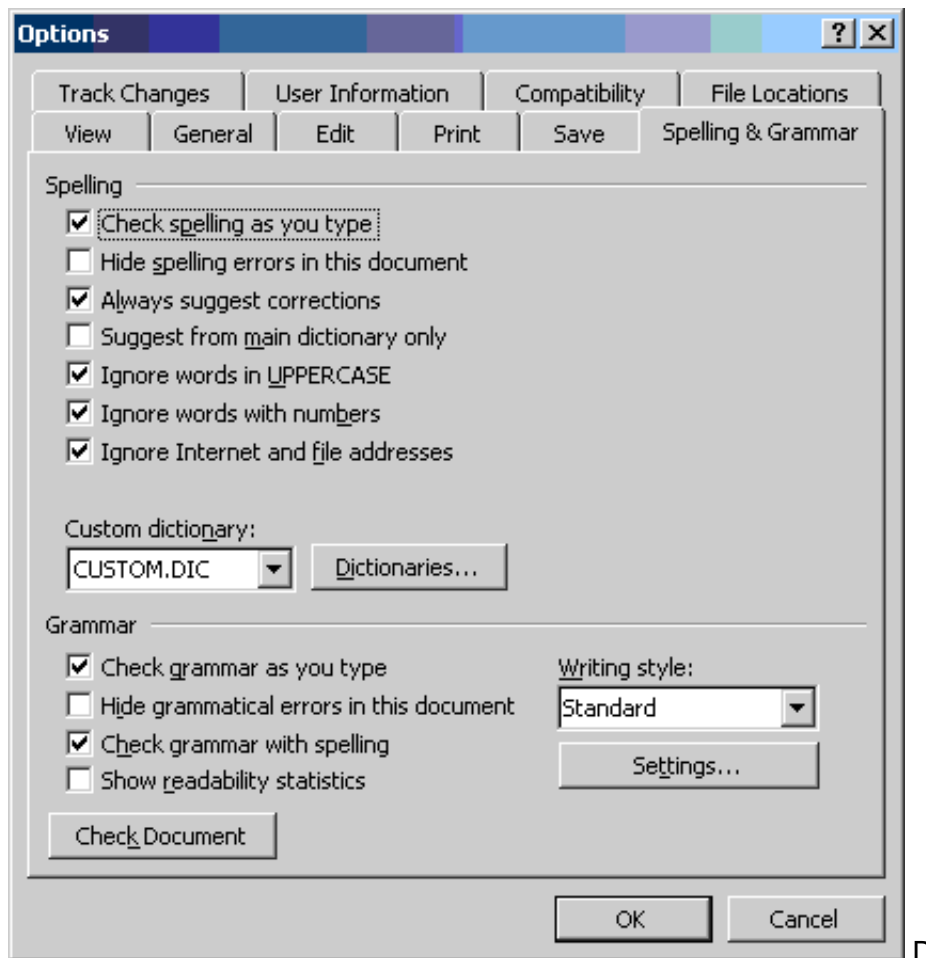 Options
Track Changes User Information Compatibility File Locations
View General Edit Print Save Spelling & Grammar
Spelling
Check spelling as you type
Hide spelling errors in this document
Always suggest corrections
Suggest from main dictionary only
Ignore words in UPPERCASE
Ignore words with numbers
Ignore Internet and file addresses
Custom dictionary:
CUSTOM.DIC Dictionaries...
Grammar
Check grammar as you type Writing style:
Hide grammatical errors in this document Standard
Check grammar with spelling
Show readability statistics Settings...
Check Document
OK Cancel